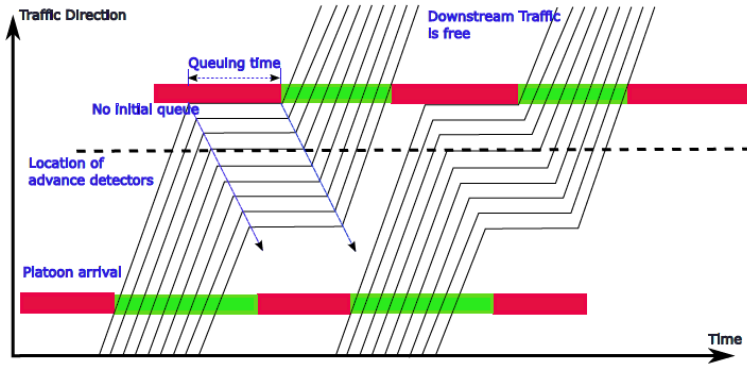 Traffic Direction
Downstream Traffic
is free
Queuing time
No initial queue
Location of
advance detectors
Platoon arrival
Time